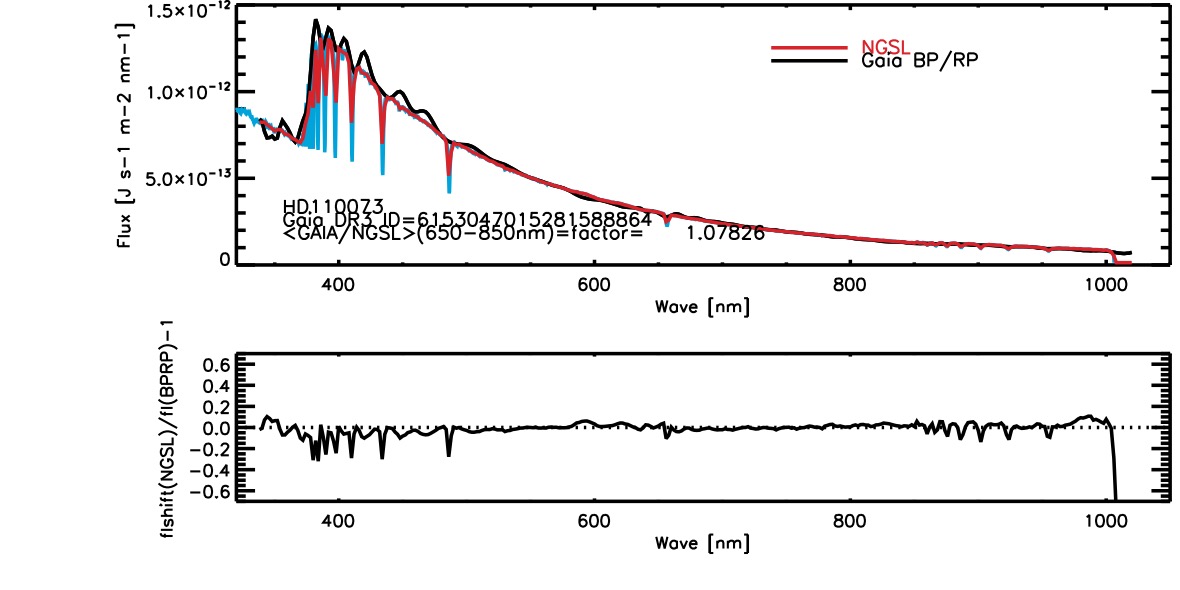 1.5×10−12
1.0×10−12
5.0×10−13
0
Flux [J s−1 m−2 nm−1]
NGSL
Gaia BP/RP
HD110073
Gaia DR3 ID=6153047015281588864
<GAIA/NGSL>(650−850nm)=factor= 1.07826
400 600 800 1000
Wave [nm]
flshift(NGSL)/fl(BPRP)−1
0.6
0.4
0.2
0.0
−0.2
−0.4
−0.6
400 600 800 1000
Wave [nm]